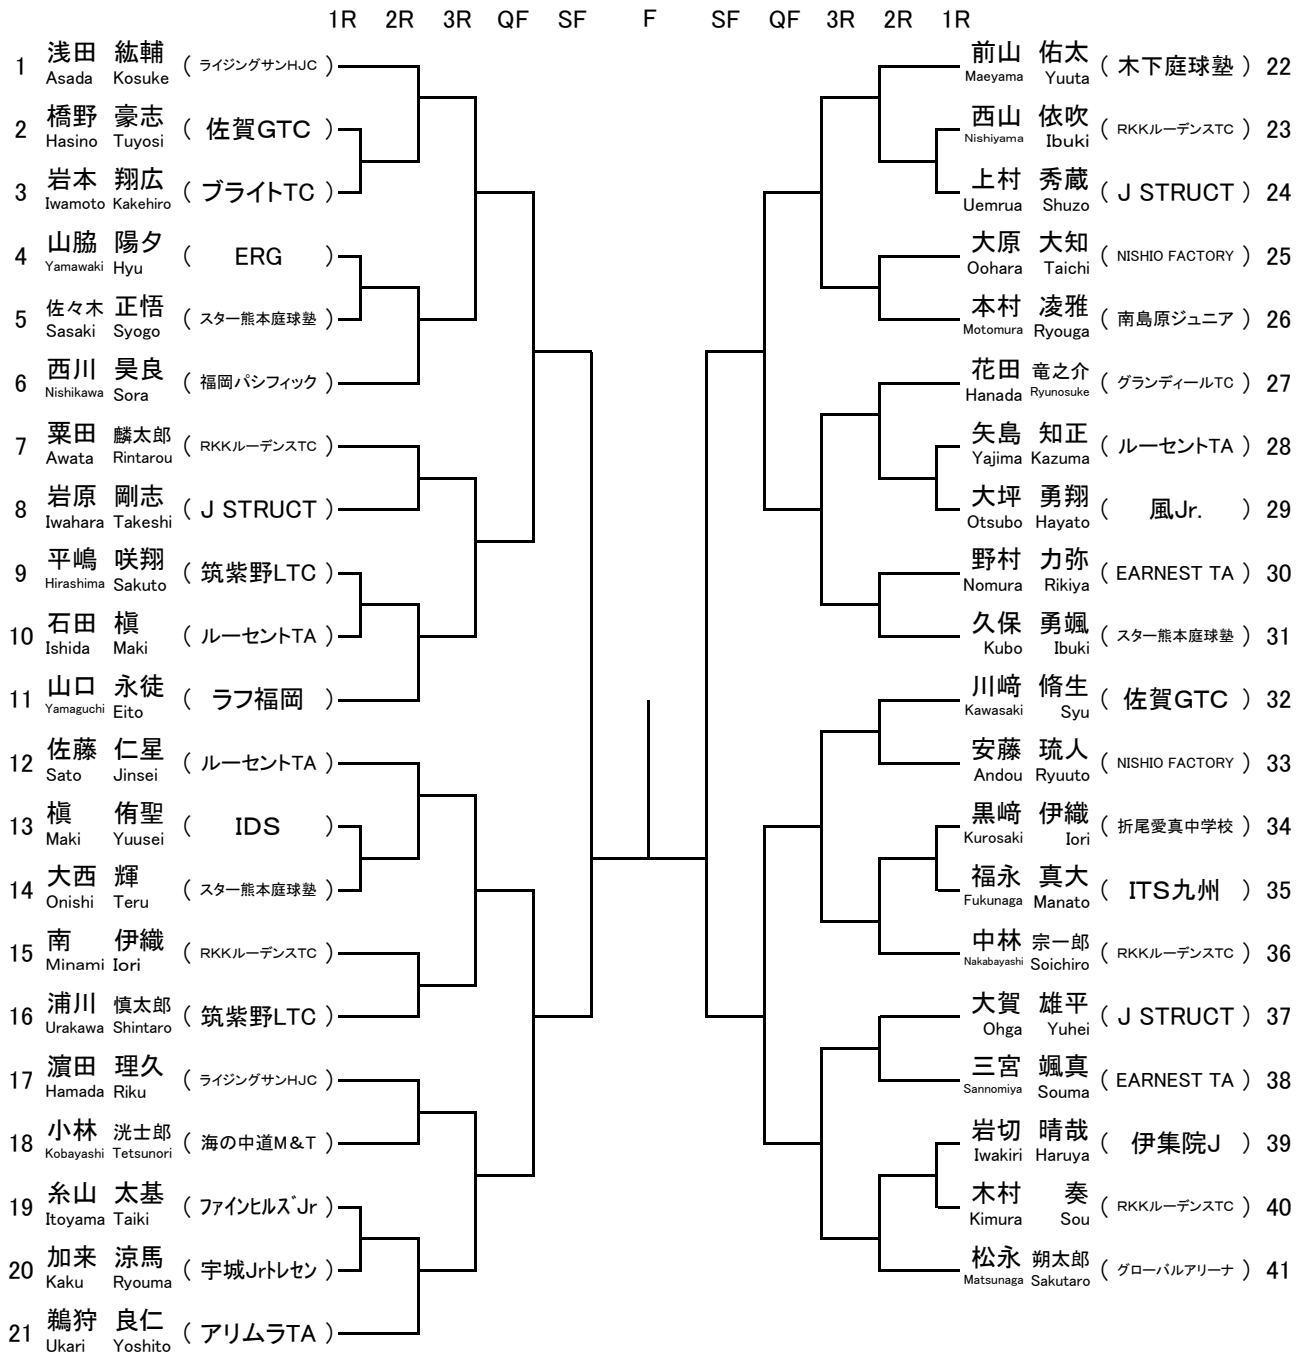 1R 2R 3R QF SF F SF QF 3R 2R 1R
1 浅田 紘輔 ( ライジングサンHJC )
Asada Kosuke
2 橋野 豪志 ( 佐賀GTC )
Hasino Tuyosi
3 岩本 翔広 ( ブライトTC )
Iwamoto Kakehiro
4 山脇 陽夕 ( ERG )
Yamawaki Hyu
5 佐々木 正悟 ( スター熊本庭球塾 )
Sasaki Syogo
6 西川 昊良 ( 福岡パシフィック )
Nishikawa Sora
7 粟田 麟太郎 ( RKKルーデンスTC )
Awata Rintarou
8 岩原 剛志 ( J STRUCT )
Iwahara Takeshi
9 平嶋 咲翔 ( 筑紫野LTC )
Hirashima Sakuto
10 石田 槇 ( ルーセントTA )
Ishida Maki
11 山口 永徒 ( ラフ福岡 )
Yamaguchi Eito
12 佐藤 仁星 ( ルーセントTA )
Sato Jinsei
13 槇 侑聖 ( IDS )
Maki Yuusei
14 大西 輝 ( スター熊本庭球塾 )
Onishi Teru
15 南 伊織 ( RKKルーデンスTC )
Minami Iori
16 浦川 慎太郎 ( 筑紫野LTC )
Urakawa Shintaro
17 濵田 理久 ( ライジングサンHJC )
Hamada Riku
18 小林 洸士郎 ( 海の中道M&T )
Kobayashi Tetsunori
19 糸山 太基 ( ファインヒルズJr )
Itoyama Taiki
20 加来 涼馬 ( 宇城Jrトレセン )
Kaku Ryouma
21 鵜狩 良仁 ( アリムラTA )
Ukari Yoshito
前山 佑太 ( 木下庭球塾 ) 22
Maeyama Yuuta
西山 依吹 ( RKKルーデンスTC ) 23
Nishiyama Ibuki
上村 秀蔵 ( J STRUCT ) 24
Uemrua Shuzo
大原 大知 ( NISHIO FACTORY ) 25
Oohara Taichi
本村 凌雅 ( 南島原ジュニア ) 26
Motomura Ryouga
花田 竜之介 ( グランディールTC ) 27
Hanada Ryunosuke
矢島 知正 ( ルーセントTA ) 28
Yajima Kazuma
大坪 勇翔 ( 風Jr. ) 29
Otsubo Hayato
野村 力弥 ( EARNEST TA ) 30
Nomura Rikiya
久保 勇颯 ( スター熊本庭球塾 ) 31
Kubo Ibuki
川﨑 脩生 ( 佐賀GTC ) 32
Kawasaki Syu
安藤 琉人 ( NISHIO FACTORY ) 33
Andou Ryuuto
黒﨑 伊織 ( 折尾愛真中学校 ) 34
Kurosaki Iori
福永 真大 ( ITS九州 ) 35
Fukunaga Manato
中林 宗一郎 ( RKKルーデンスTC ) 36
Nakabayashi Soichiro
大賀 雄平 ( J STRUCT ) 37
Ohga Yuhei
三宮 颯真 ( EARNEST TA ) 38
Sannomiya Souma
岩切 晴哉 ( 伊集院J ) 39
Iwakiri Haruya
木村 奏 ( RKKルーデンスTC ) 40
Kimura Sou
松永 朔太郎 ( グローバルアリーナ ) 41
Matsunaga Sakutaro